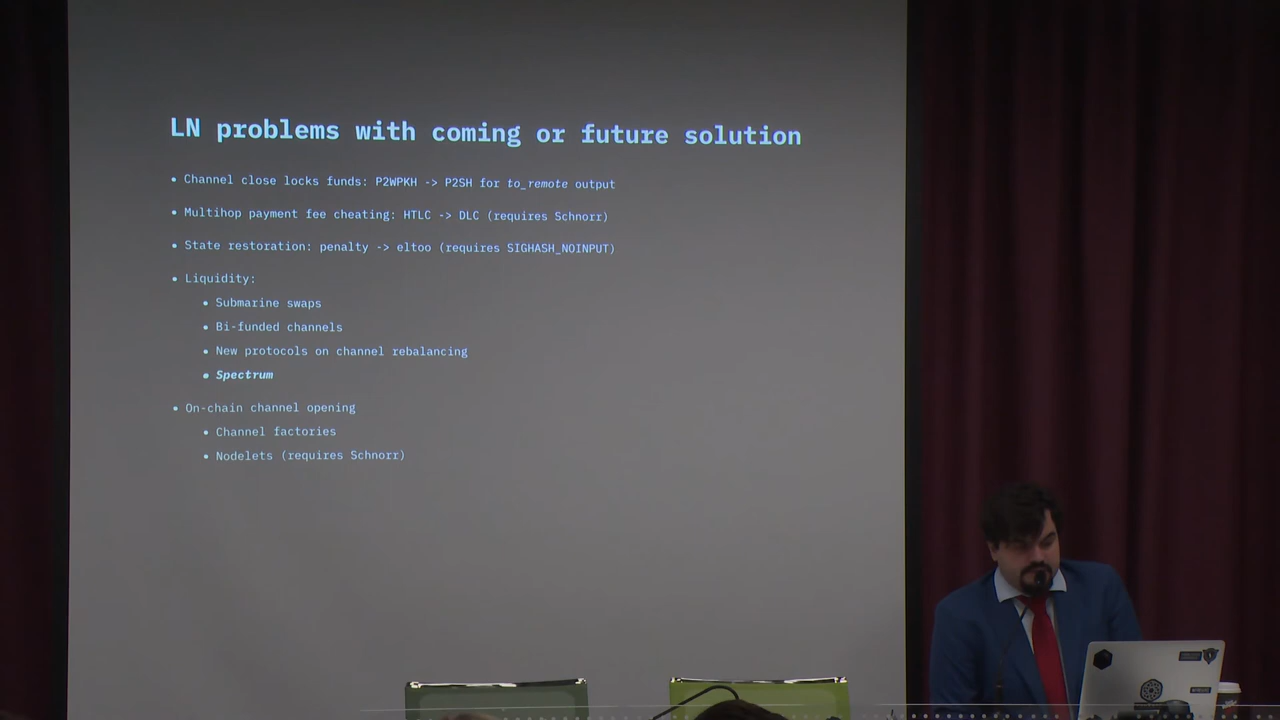 LN problems with coming or future solution
• Channel close locks funds: P2WPKH -> P2SH for to_remote output
• Multihop payment fee cheating: HTLC -> DLC (requires Schnorr)
• State restoration: penalty -> eltoo (requires SIGHASH_NOINPUT)
• Liquidity:
• Submarine swaps
• Bi-funded channels
• New protocols on channel rebalancing
• Spectrum
• On-chain channel opening
• Channel factories
• Nodelets (requires Schnorr)